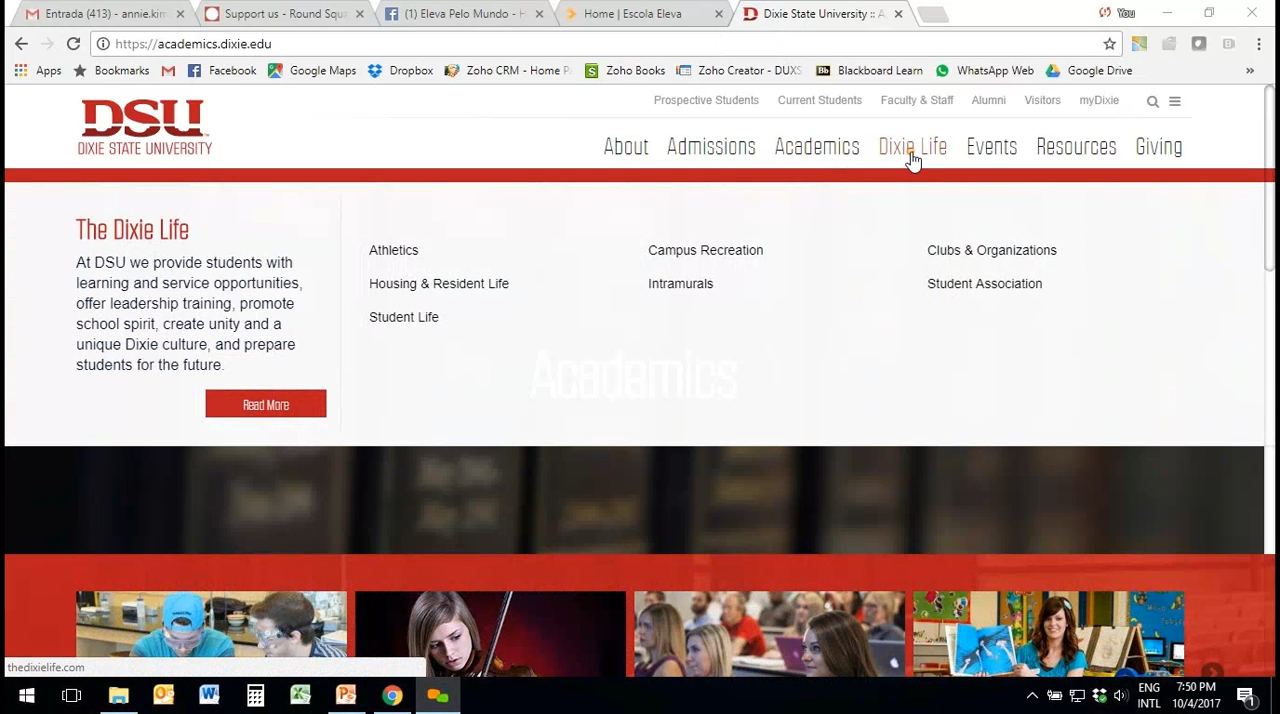 Entrada (413) - annie.kim
Support us - Round Squa
(1) Eleva Pelo Mundo - H
Home | Escola Eleva
Dixie State University :: A
You
https://academics.dixie.edu
Apps
Bookmarks
Facebook
Google Maps
Dropbox
Zoho CRM - Home P
Zoho Books
Zoho Creator - DUXS
Blackboard Learn
WhatsApp Web
Google Drive
»
DSU
DIXIE STATE UNIVERSITY
Prospective Students
Current Students
Faculty & Staff
Alumni
Visitors
myDixie
About
Admissions
Academics
Dixie Life
Events
Resources
Giving
The Dixie Life
At DSU we provide students with
learning and service opportunities,
offer leadership training, promote
school spirit, create unity and a
unique Dixie culture, and prepare
students for the future.
Read More
Athletics
Campus Recreation
Clubs & Organizations
Housing & Resident Life
Intramurals
Student Association
Student Life
Academics
thedixielife.com
ENG
INTL
7:50 PM
10/4/2017